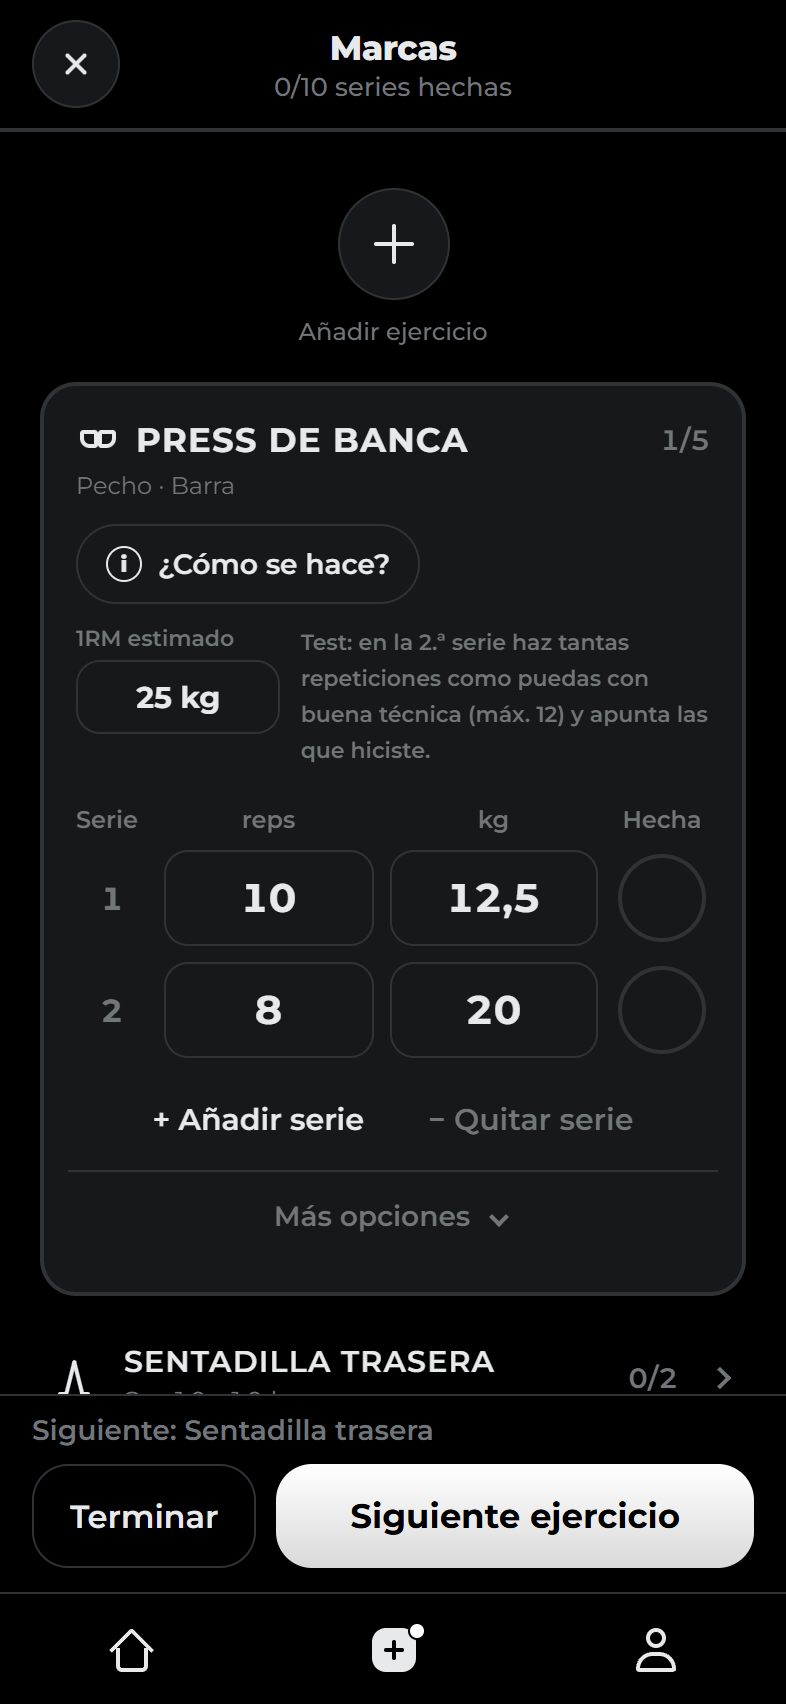 Marcas
0/10 series hechas
Añadir ejercicio
PRESS DE BANCA
1/5
Pecho · Barra
¿Cómo se hace?
1RM estimado
25 kg
Test: en la 2.ª serie haz tantas
repeticiones como puedas con
buena técnica (máx. 12) y apunta las
que hiciste.
Serie reps kg Hecha
1 10 12,5
2 8 20
+ Añadir serie − Quitar serie
Más opciones
SENTADILLA TRASERA
0/2
Siguiente: Sentadilla trasera
Terminar
Siguiente ejercicio